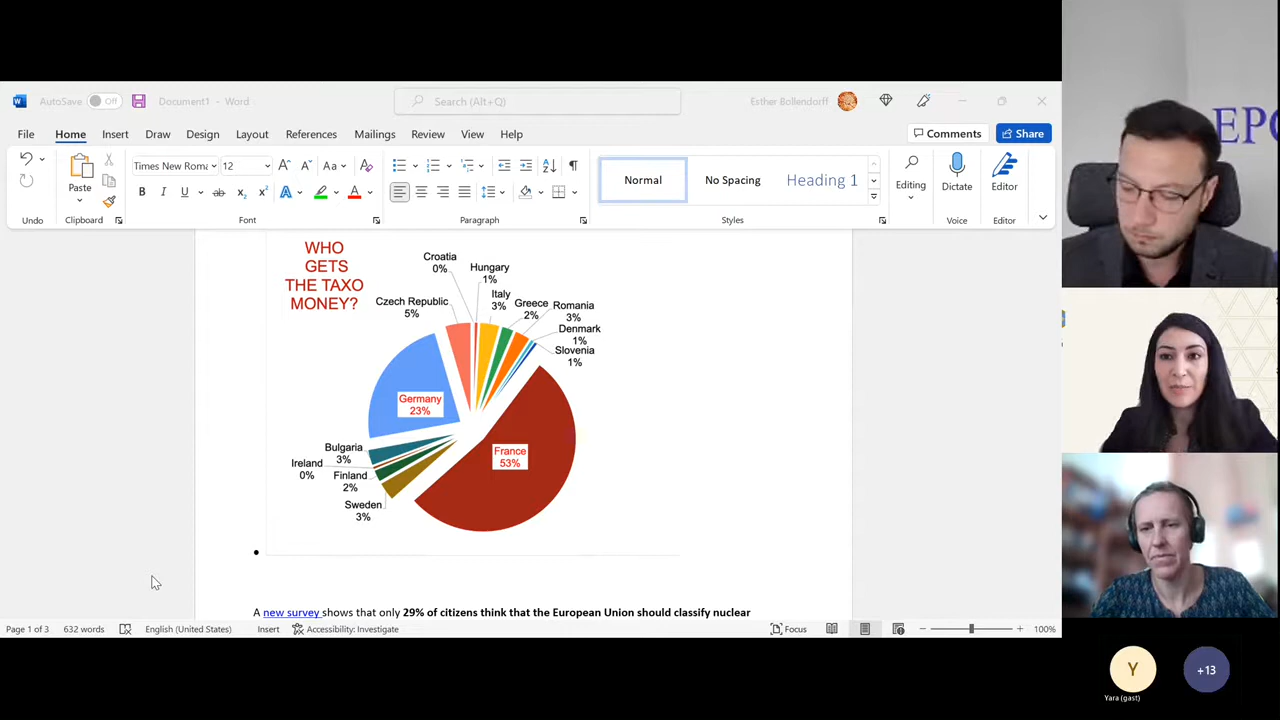 AutoSave Off Document1 - Word Search (Alt+Q) Esther Bollendorff
File Home Insert Draw Design Layout References Mailings Review View Help Comments Share
Times New Roma 12 Aa
Paste
Normal No Spacing Heading 1
Editing Dictate Editor
Undo Clipboard Font Paragraph Styles Voice Editor
WHO
GETS
THE TAXO
MONEY?
Croatia
0%
Hungary
1%
Italy
3%
Greece
2%
Romania
3%
Denmark
1%
Slovenia
1%
Czech Republic
5%
Germany
23%
France
53%
Bulgaria
3%
Ireland
0%
Finland
2%
Sweden
3%
A new survey shows that only 29% of citizens think that the European Union should classify nuclear
Page 1 of 3 632 words English (United States) Insert Accessibility: Investigate Focus 100%
EPC
Y
Yara (gast)
+13